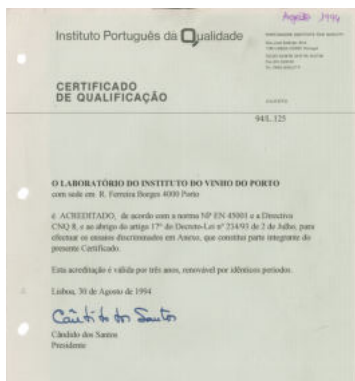 Agosto 1994
Instituto Português da Qualidade
CERTIFICADO
DE QUALIFICAÇÃO
94/L.125
O LABORATÓRIO DO INSTITUTO DO VINHO DO PORTO
com sede em R. Ferreira Borges 4000 Porto
é ACREDITADO, de acordo com a norma NP EN 45001 e a Directiva
CNQ 8, e ao abrigo do artigo 17º do Decreto-Lei nº 234/93 de 2 de Julho, para
efectuar os ensaios discriminados em Anexo, que constitui parte integrante do
presente Certificado.
Esta acreditação é válida por três anos, renovável por idênticos períodos.
Lisboa, 30 de Agosto de 1994
Cândido dos Santos
Cândido dos Santos
Presidente